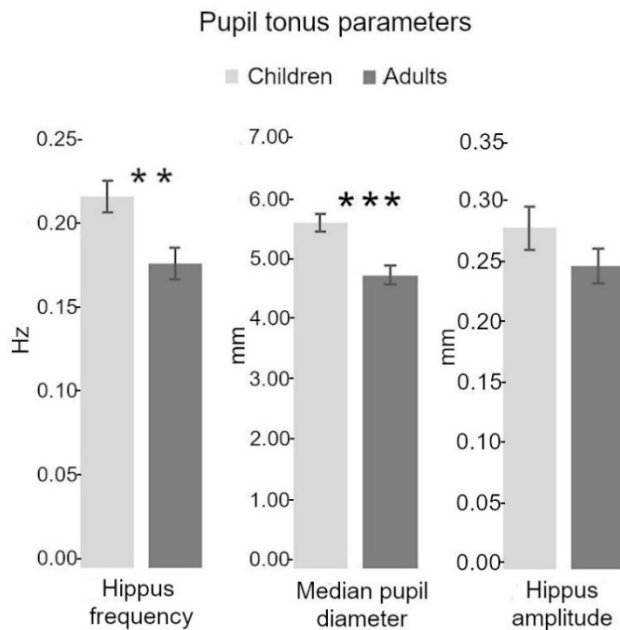 Pupil tonus parameters
Children Adults
0.25
0.20
0.15
0.10
0.05
0.00
Hz
**
Hippus
frequency
7.00
6.00
5.00
4.00
3.00
2.00
1.00
0.00
mm
***
Median pupil
diameter
0.35
0.30
0.25
0.20
0.15
0.10
0.05
0.00
mm
Hippus
amplitude